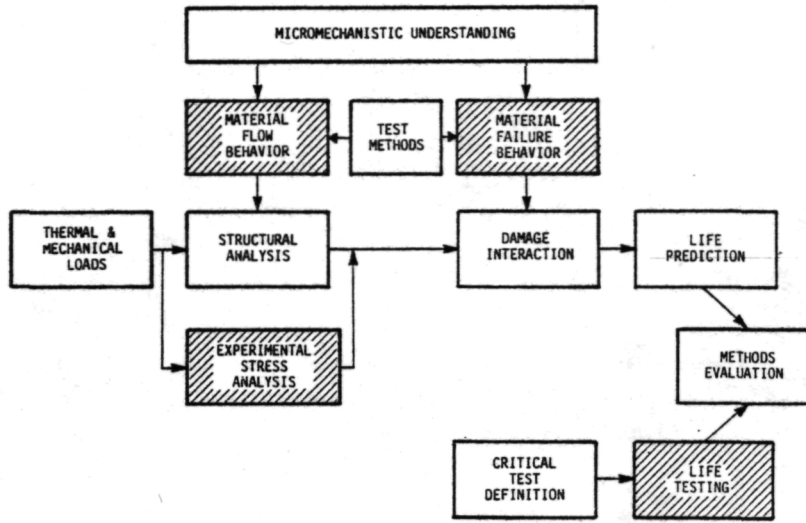 MICROMECHANISTIC UNDERSTANDING
MATERIAL
FLOW
BEHAVIOR
TEST
METHODS
MATERIAL
FAILURE
BEHAVIOR
THERMAL &
MECHANICAL
LOADS
STRUCTURAL
ANALYSIS
DAMAGE
INTERACTION
LIFE
PREDICTION
EXPERIMENTAL
STRESS
ANALYSIS
METHODS
EVALUATION
CRITICAL
TEST
DEFINITION
LIFE
TESTING